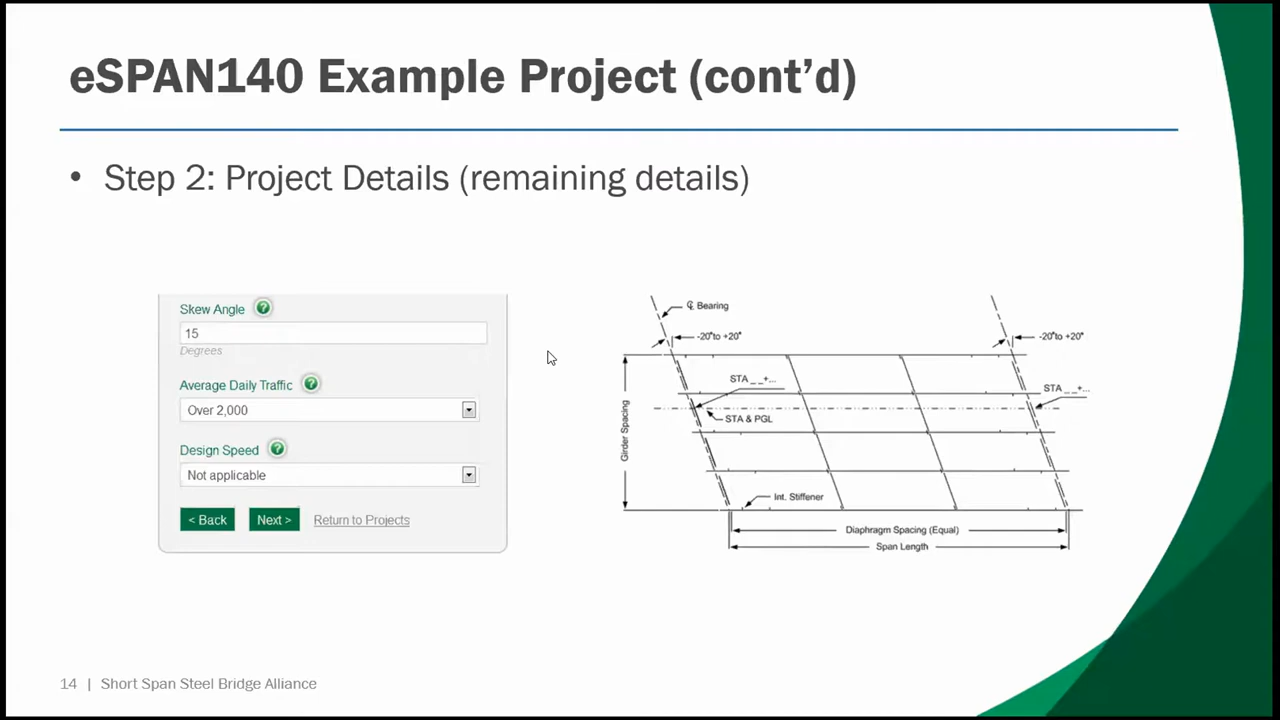 eSPAN140 Example Project (cont’d)
• Step 2: Project Details (remaining details)
Skew Angle ?
15
Degrees
Average Daily Traffic ?
Over 2,000
Design Speed ?
Not applicable
< Back Next > Return to Projects
℄ Bearing
-20°to +20°
-20°to +20°
STA _ _+...
STA _ _+...
STA & PGL
Girder Spacing
Int. Stiffener
Diaphragm Spacing (Equal)
Span Length
14 | Short Span Steel Bridge Alliance